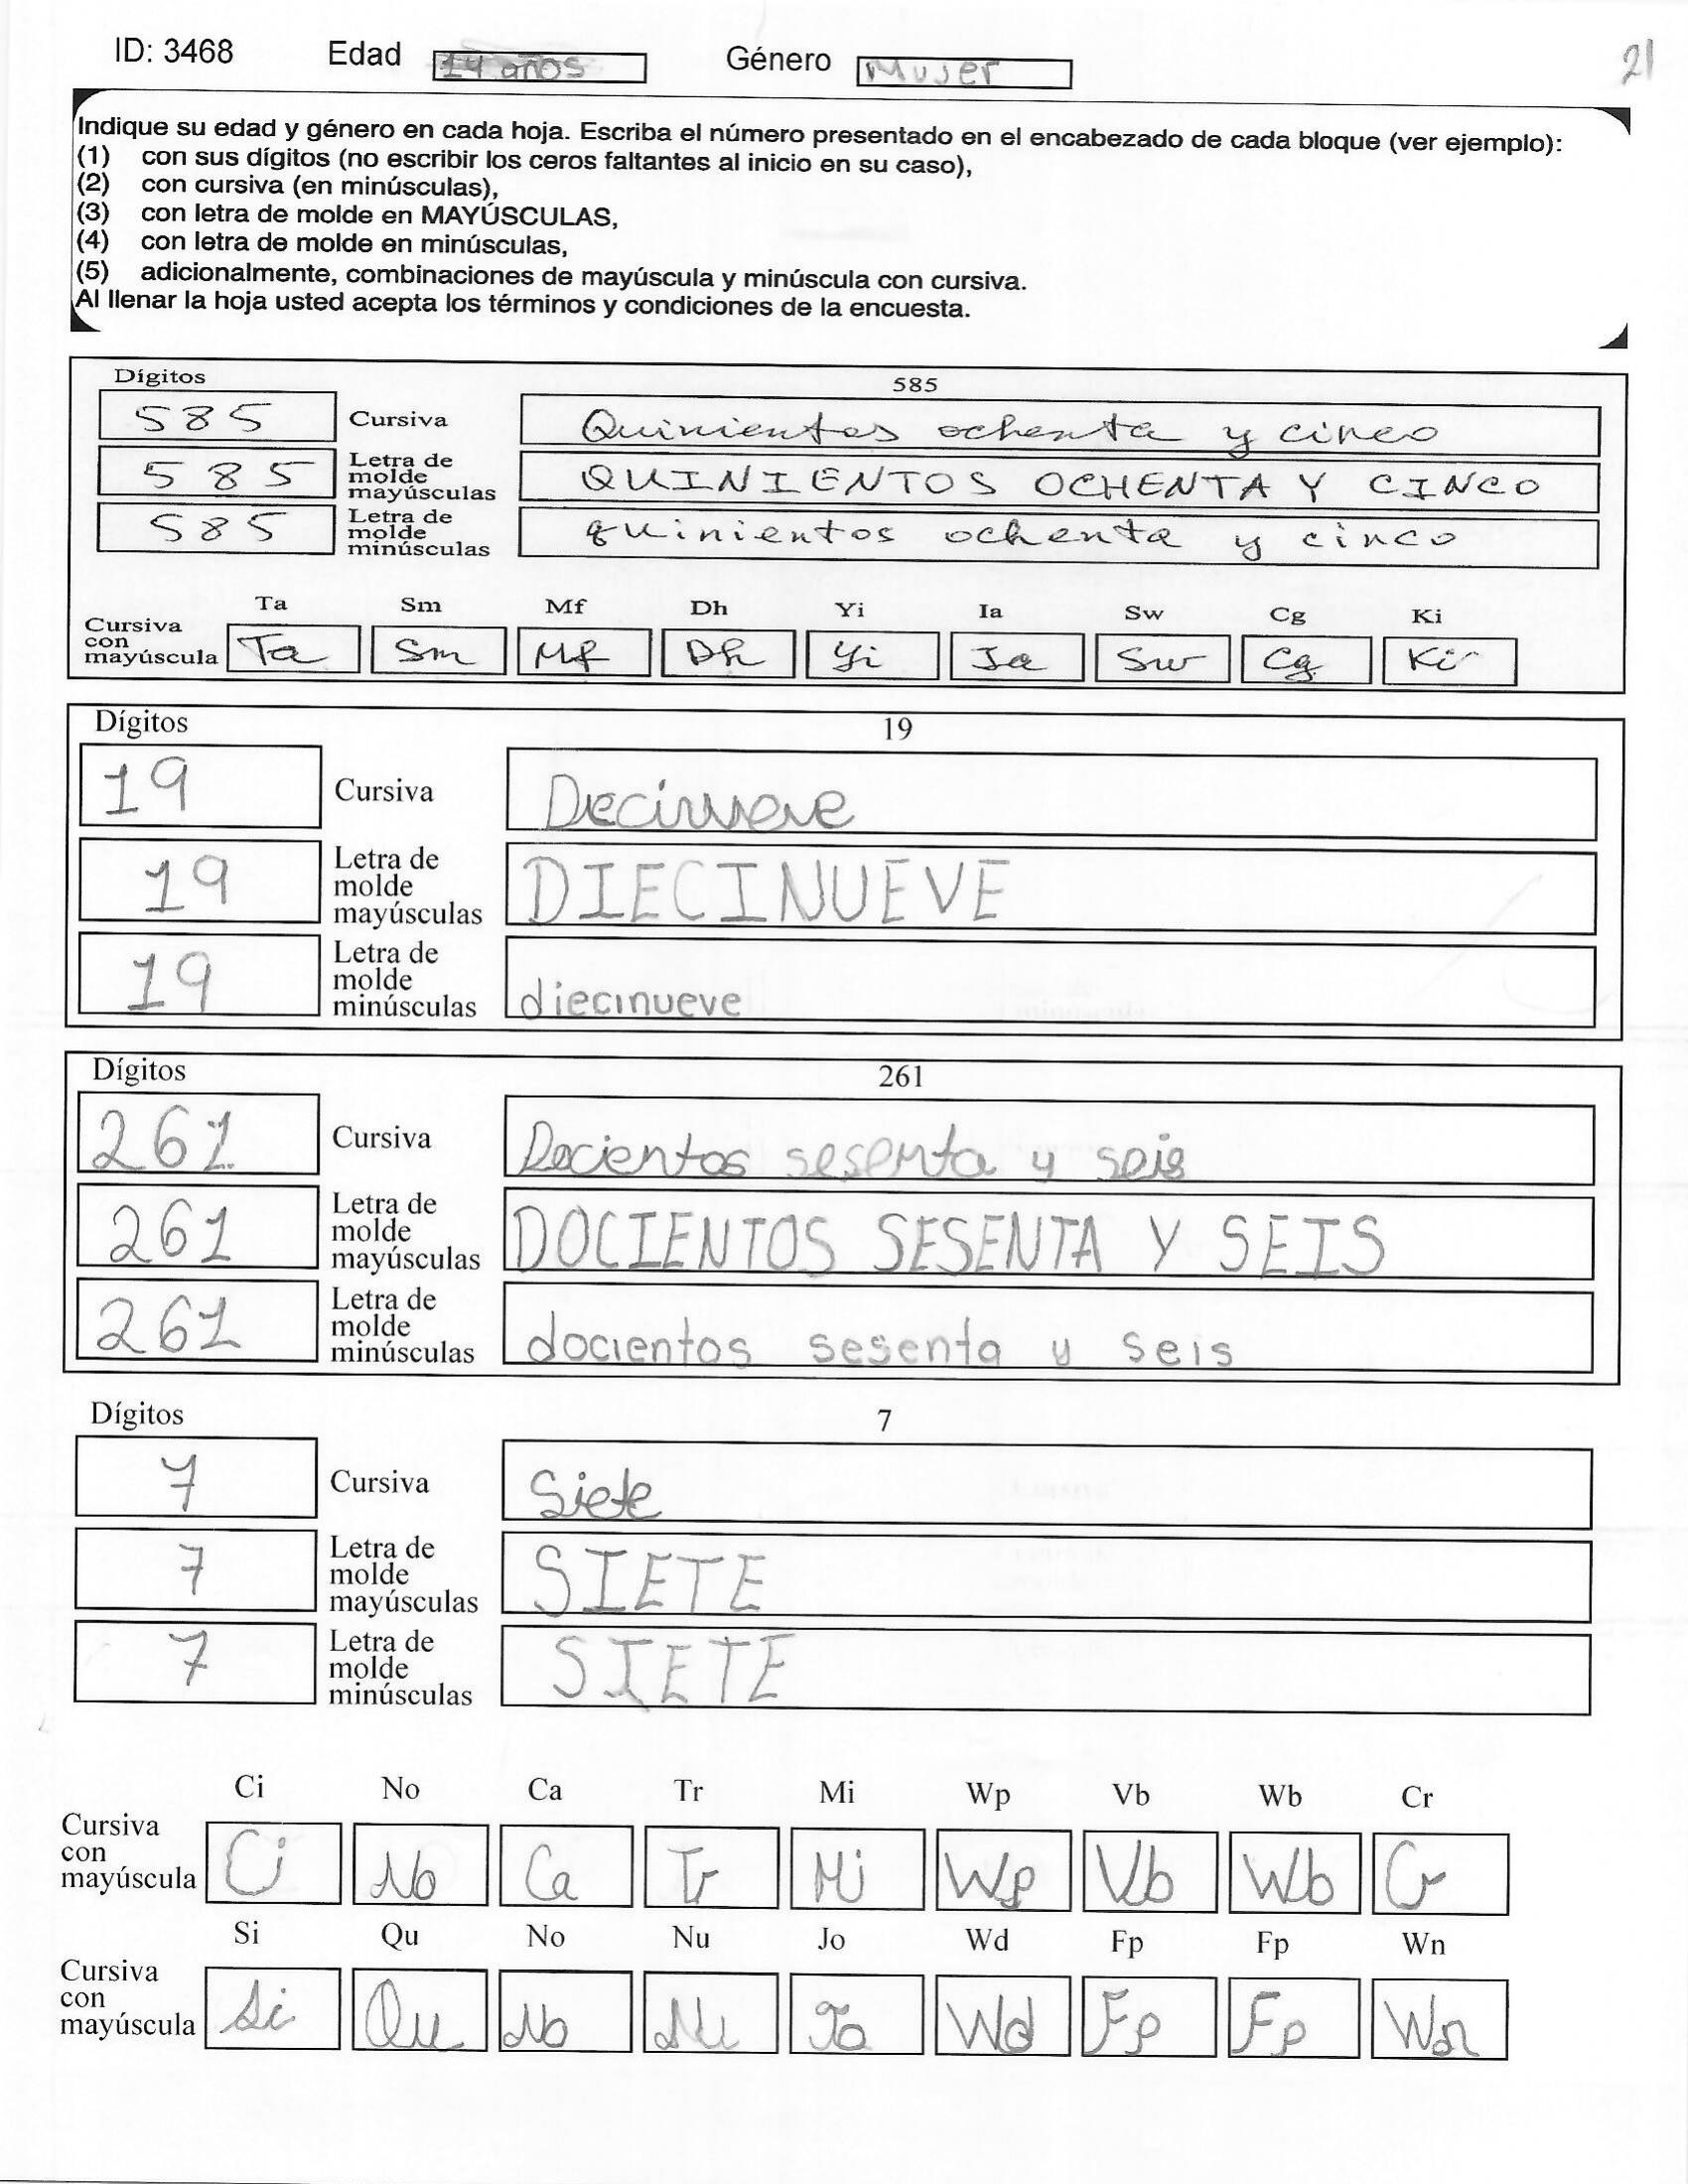 ID: 3468 Edad 14 años Género Mujer 21
Indique su edad y género en cada hoja. Escriba el número presentado en el encabezado de cada bloque (ver ejemplo):
(1) con sus dígitos (no escribir los ceros faltantes al inicio en su caso),
(2) con cursiva (en minúsculas),
(3) con letra de molde en MAYÚSCULAS,
(4) con letra de molde en minúsculas,
(5) adicionalmente, combinaciones de mayúscula y minúscula con cursiva.
Al llenar la hoja usted acepta los términos y condiciones de la encuesta.
Dígitos 585
585 Cursiva Quinientos ochenta y cinco
585 Letra de molde mayúsculas QUINIENTOS OCHENTA Y CINCO
585 Letra de molde minúsculas quinientos ochenta y cinco
Ta Sm Mf Dh Yi Ia Sw Cg Ki
Cursiva con mayúscula Ta Sm Mf Dh Yi Ia Sw Cg Ki
Dígitos 19
19 Cursiva Diecinueve
19 Letra de molde mayúsculas DIECINUEVE
19 Letra de molde minúsculas diecinueve
Dígitos 261
261 Cursiva Docientos sesenta y seis
261 Letra de molde mayúsculas DOCIENTOS SESENTA Y SEIS
261 Letra de molde minúsculas docientos sesenta y seis
Dígitos 7
7 Cursiva Siete
7 Letra de molde mayúsculas SIETE
7 Letra de molde minúsculas SIETE
Ci No Ca Tr Mi Wp Vb Wb Cr
Cursiva con mayúscula Ci No Ca Tr Mi Wp Vb Wb Cr
Si Qu No Nu Jo Wd Fp Fp Wn
Cursiva con mayúscula Si Qu No Nu Jo Wd Fp Fp Wn